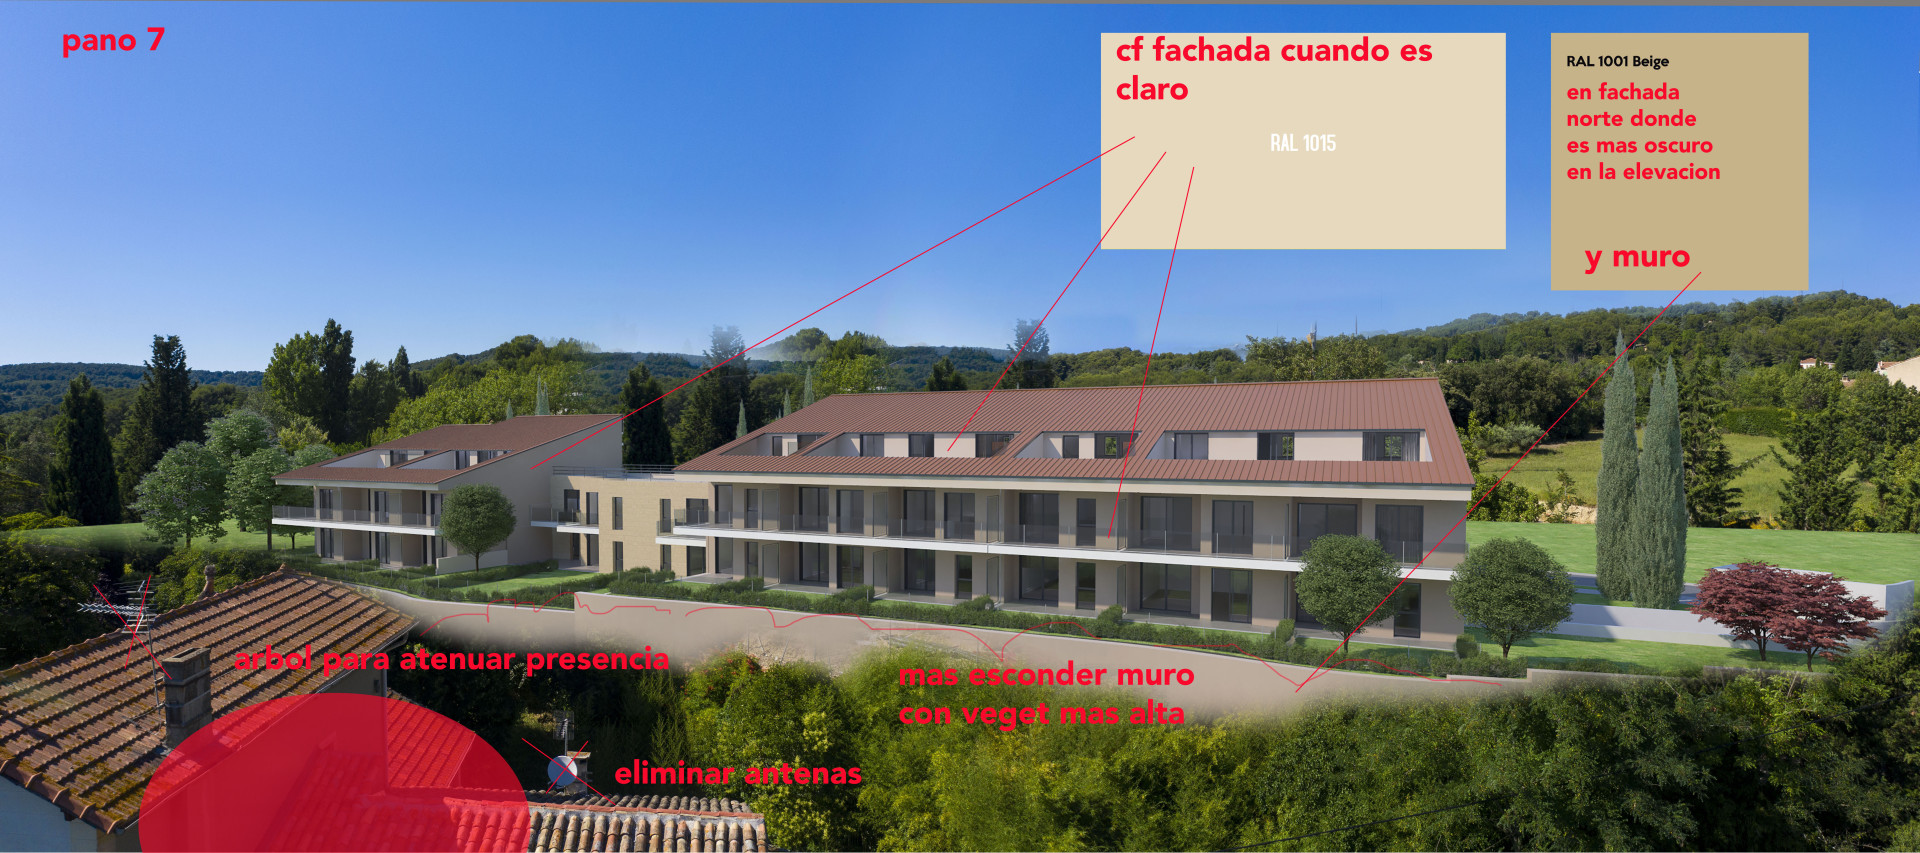 pano 7
cf fachada cuando es
claro
RAL 1015
RAL 1001 Beige
en fachada
norte donde
es mas oscuro
en la elevacion
y muro
arbol para atenuar presencia
mas esconder muro
con veget mas alta
eliminar antenas